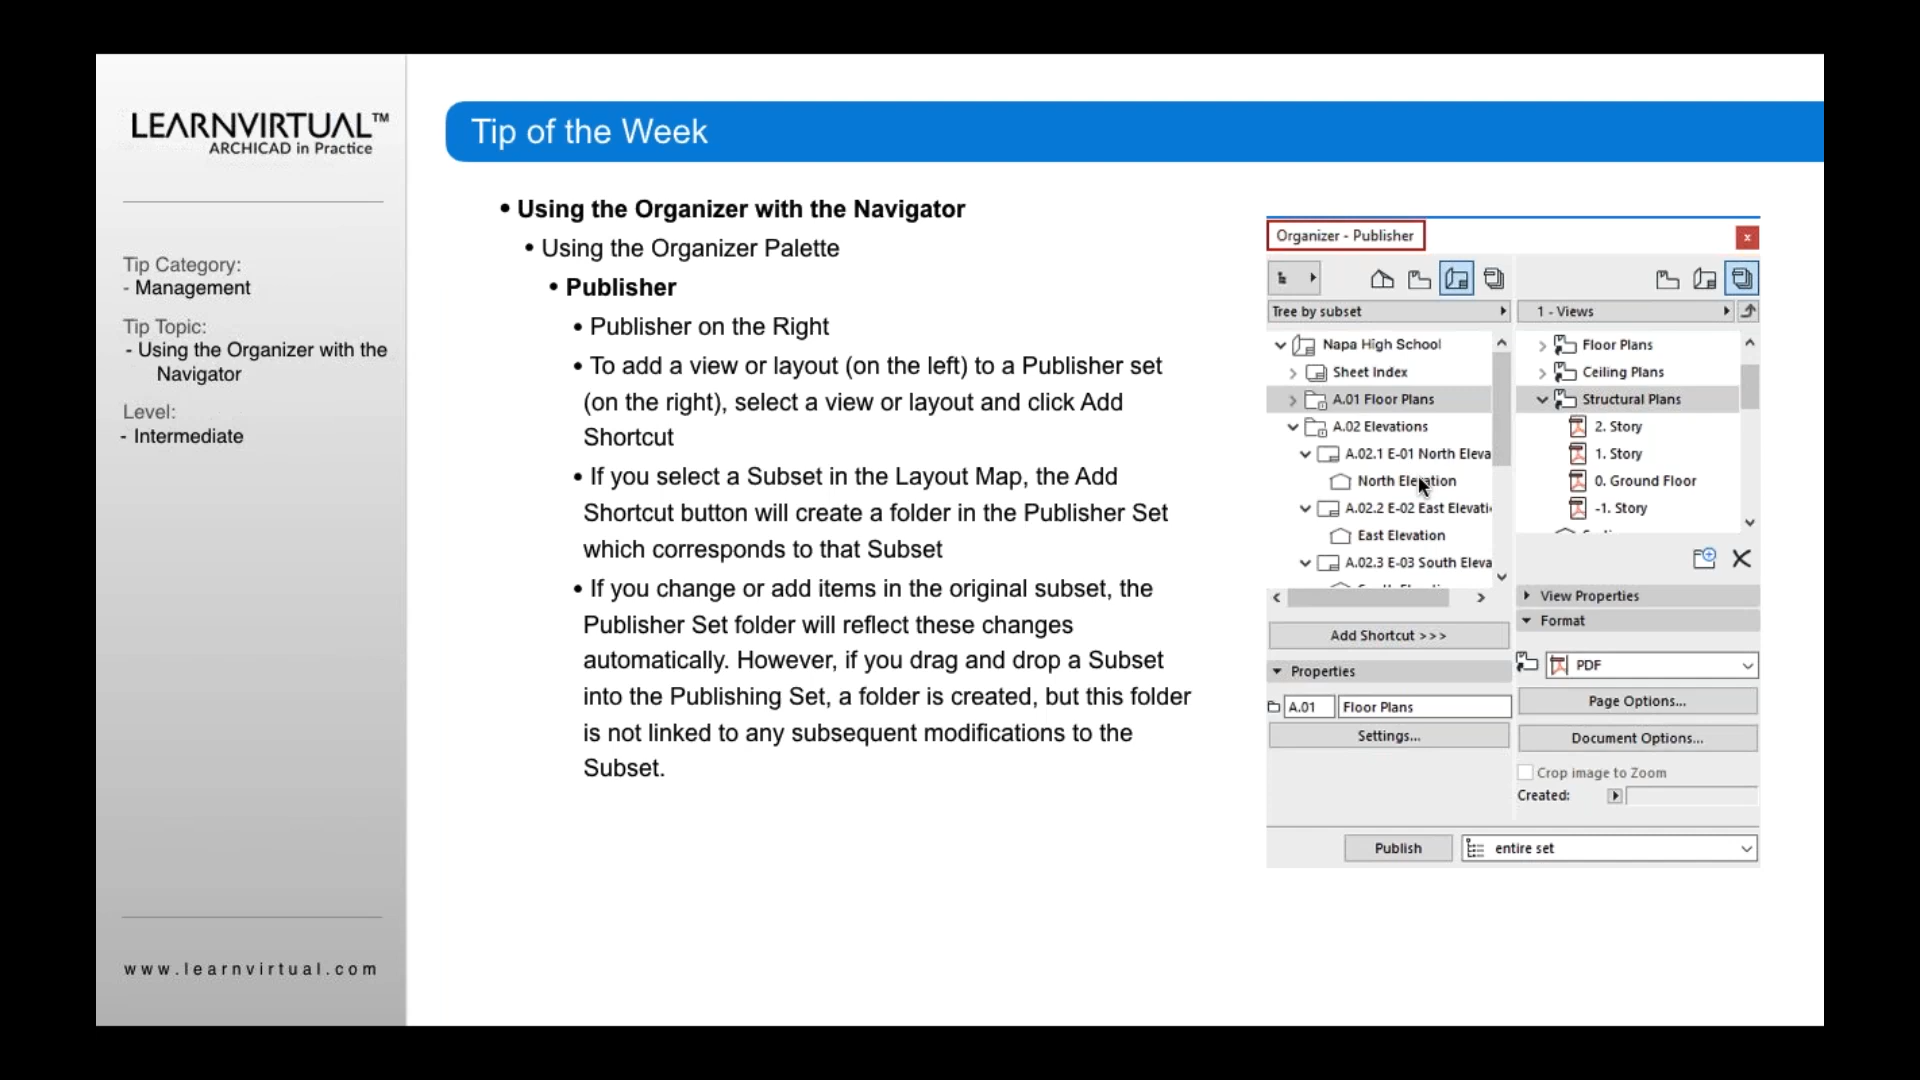 LEARNVIRTUAL™
ARCHICAD in Practice
Tip Category:
- Management
Tip Topic:
- Using the Organizer with the
Navigator
Level:
- Intermediate
www.learnvirtual.com
Tip of the Week
• Using the Organizer with the Navigator
• Using the Organizer Palette
• Publisher
• Publisher on the Right
• To add a view or layout (on the left) to a Publisher set
(on the right), select a view or layout and click Add
Shortcut
• If you select a Subset in the Layout Map, the Add
Shortcut button will create a folder in the Publisher Set
which corresponds to that Subset
• If you change or add items in the original subset, the
Publisher Set folder will reflect these changes
automatically. However, if you drag and drop a Subset
into the Publishing Set, a folder is created, but this folder
is not linked to any subsequent modifications to the
Subset.
Organizer - Publisher
x
Tree by subset
Napa High School
Sheet Index
A.01 Floor Plans
A.02 Elevations
A.02.1 E-01 North Eleva
North Elevation
A.02.2 E-02 East Elevati
East Elevation
A.02.3 E-03 South Eleva
Add Shortcut >>>
Properties
A.01 Floor Plans
Settings...
1 - Views
Floor Plans
Ceiling Plans
Structural Plans
2. Story
1. Story
0. Ground Floor
-1. Story
View Properties
Format
PDF
Page Options...
Document Options...
Crop image to Zoom
Created:
Publish
entire set